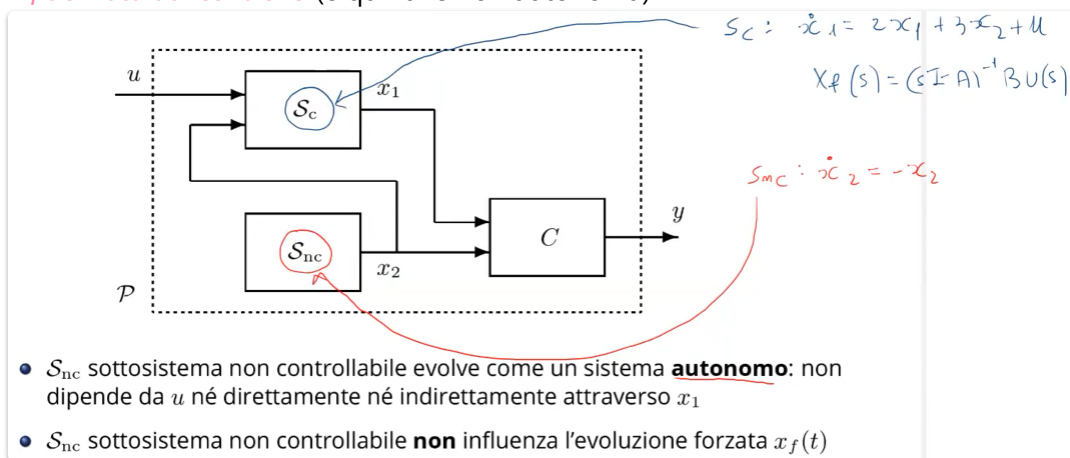 S_C : ẋ_1 = 2x_1 + 3x_2 + u
X_f(s) = (sI-A)^{-1} B U(s)
u
x_1
S_c
S_nc : ẋ_2 = -x_2
y
C
S_nc
x_2
P
S_nc sottosistema non controllabile evolve come un sistema autonomo: non
dipende da u né direttamente né indirettamente attraverso x_1
S_nc sottosistema non controllabile non influenza l'evoluzione forzata x_f(t)